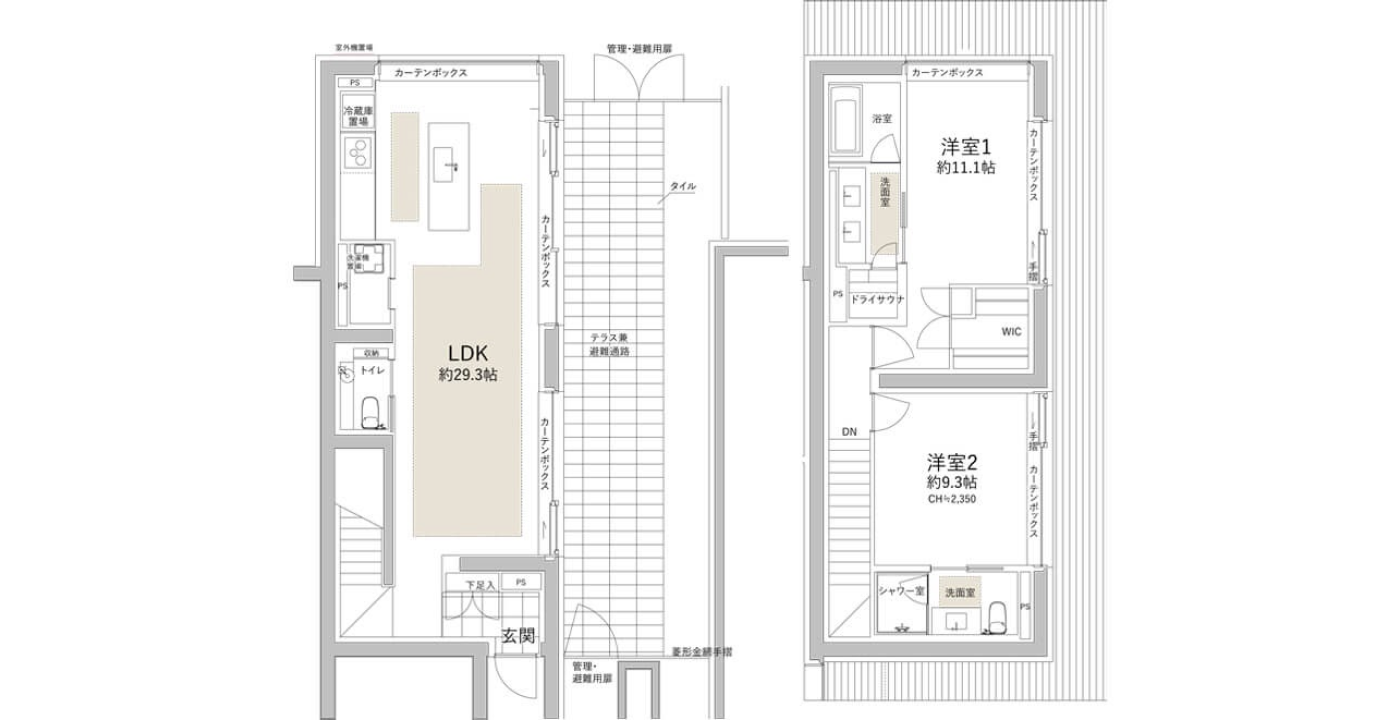 室外機置場
カーテンボックス
PS
冷蔵庫
置場
洗濯機
置場
PS
LDK
約29.3帖
収納
トイレ
カーテンボックス
カーテンボックス
下足入
PS
玄関
管理・避難用扉
タイル
テラス兼
避難通路
菱形金網手摺
管理・
避難用扉
カーテンボックス
浴室
洋室1
約11.1帖
カーテンボックス
洗面室
手摺
PS
ドライサウナ
WIC
DN
手摺
洋室2
約9.3帖
CH≒2,350
カーテンボックス
シャワー室
洗面室
PS